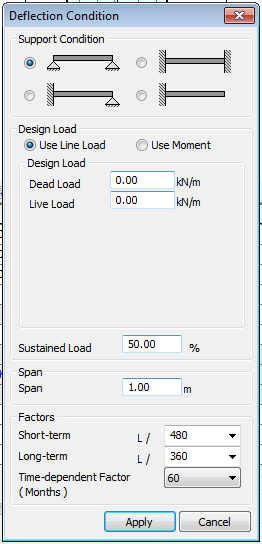 Deflection Condition
Support Condition
Design Load
Use Line Load Use Moment
Design Load
Dead Load 0.00 kN/m
Live Load 0.00 kN/m
Sustained Load 50.00 %
Span
Span 1.00 m
Factors
Short-term L / 480
Long-term L / 360
Time-dependent Factor 60
( Months )
Apply Cancel